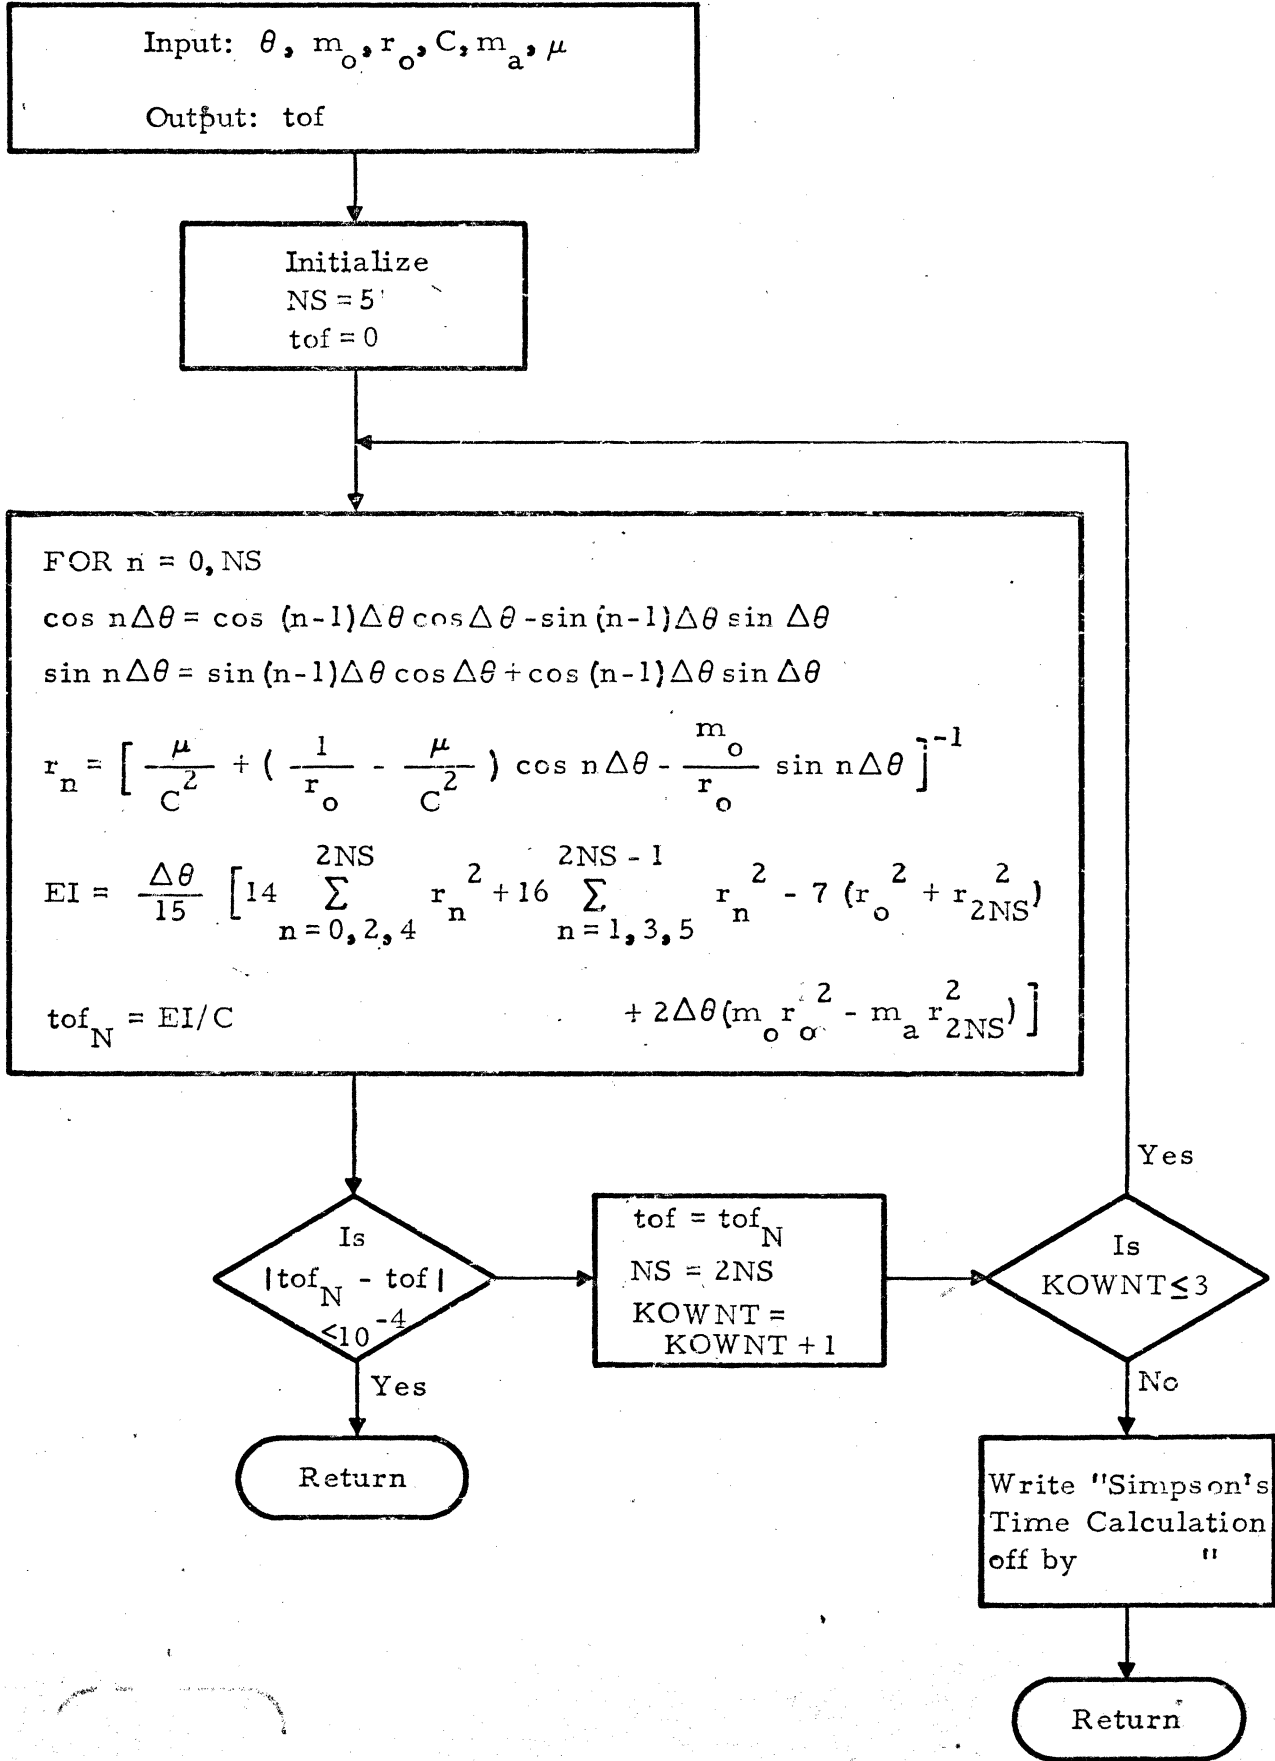 Input: θ, m_o, r_o, C, m_a, μ
Output: tof
Initialize
NS = 5
tof = 0
FOR n = 0, NS
cos nΔθ = cos (n-1)Δθ cos Δθ - sin (n-1)Δθ sin Δθ
sin nΔθ = sin (n-1)Δθ cos Δθ + cos (n-1)Δθ sin Δθ
r_n = [ μ/C^2 + ( 1/r_o - μ/C^2 ) cos nΔθ - m_o/r_o sin nΔθ ]^-1
EI = Δθ/15 [ 14 Σ_{n = 0, 2, 4}^{2NS} r_n^2 + 16 Σ_{n = 1, 3, 5}^{2NS - 1} r_n^2 - 7 (r_o^2 + r_{2NS}^2)
tof_N = EI/C + 2Δθ(m_o r_o^2 - m_a r_{2NS}^2) ]
Is
|tof_N - tof|
<10^-4
Yes
Return
tof = tof_N
NS = 2NS
KOWNT =
KOWNT + 1
Is
KOWNT ≤ 3
Yes
No
Write "Simpson's
Time Calculation
off by "
Return